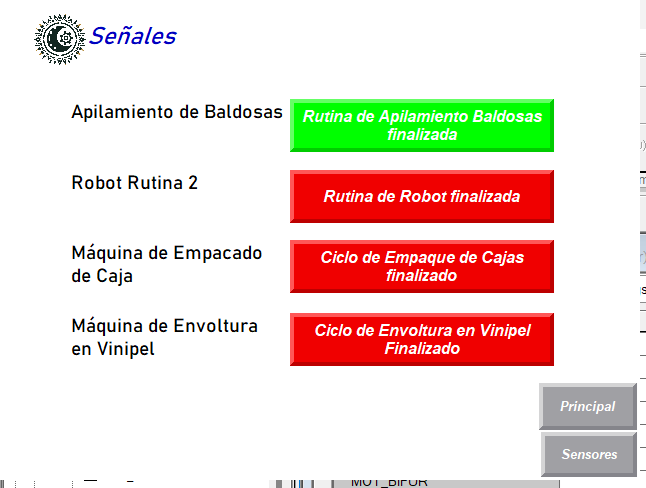 Señales
Apilamiento de Baldosas
Rutina de Apilamiento Baldosas
finalizada
Robot Rutina 2
Rutina de Robot finalizada
Máquina de Empacado
de Caja
Ciclo de Empaque de Cajas
finalizado
Máquina de Envoltura
en Vinipel
Ciclo de Envoltura en Vinipel
Finalizado
Principal
Sensores
MOT_BIFUR